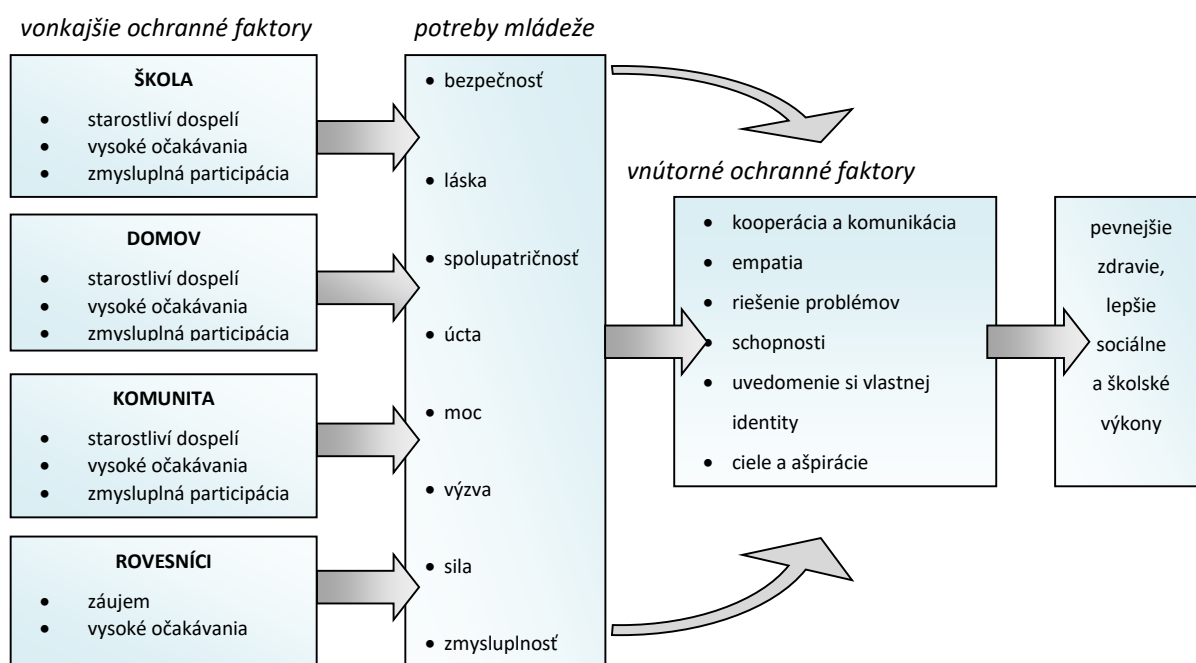 vonkajšie ochranné faktory
ŠKOLA
• starostliví dospelí
• vysoké očakávania
• zmysluplná participácia
DOMOV
• starostliví dospelí
• vysoké očakávania
• zmysluplná participácia
KOMUNITA
• starostliví dospelí
• vysoké očakávania
• zmysluplná participácia
ROVESNÍCI
• záujem
• vysoké očakávania
potreby mládeže
• bezpečnosť
• láska
• spolupatričnosť
• úcta
• moc
• výzva
• sila
• zmysluplnosť
vnútorné ochranné faktory
• kooperácia a komunikácia
• empatia
• riešenie problémov
• schopnosti
• uvedomenie si vlastnej
identity
• ciele a ašpirácie
pevnejšie
zdravie,
lepšie
sociálne
a školské
výkony